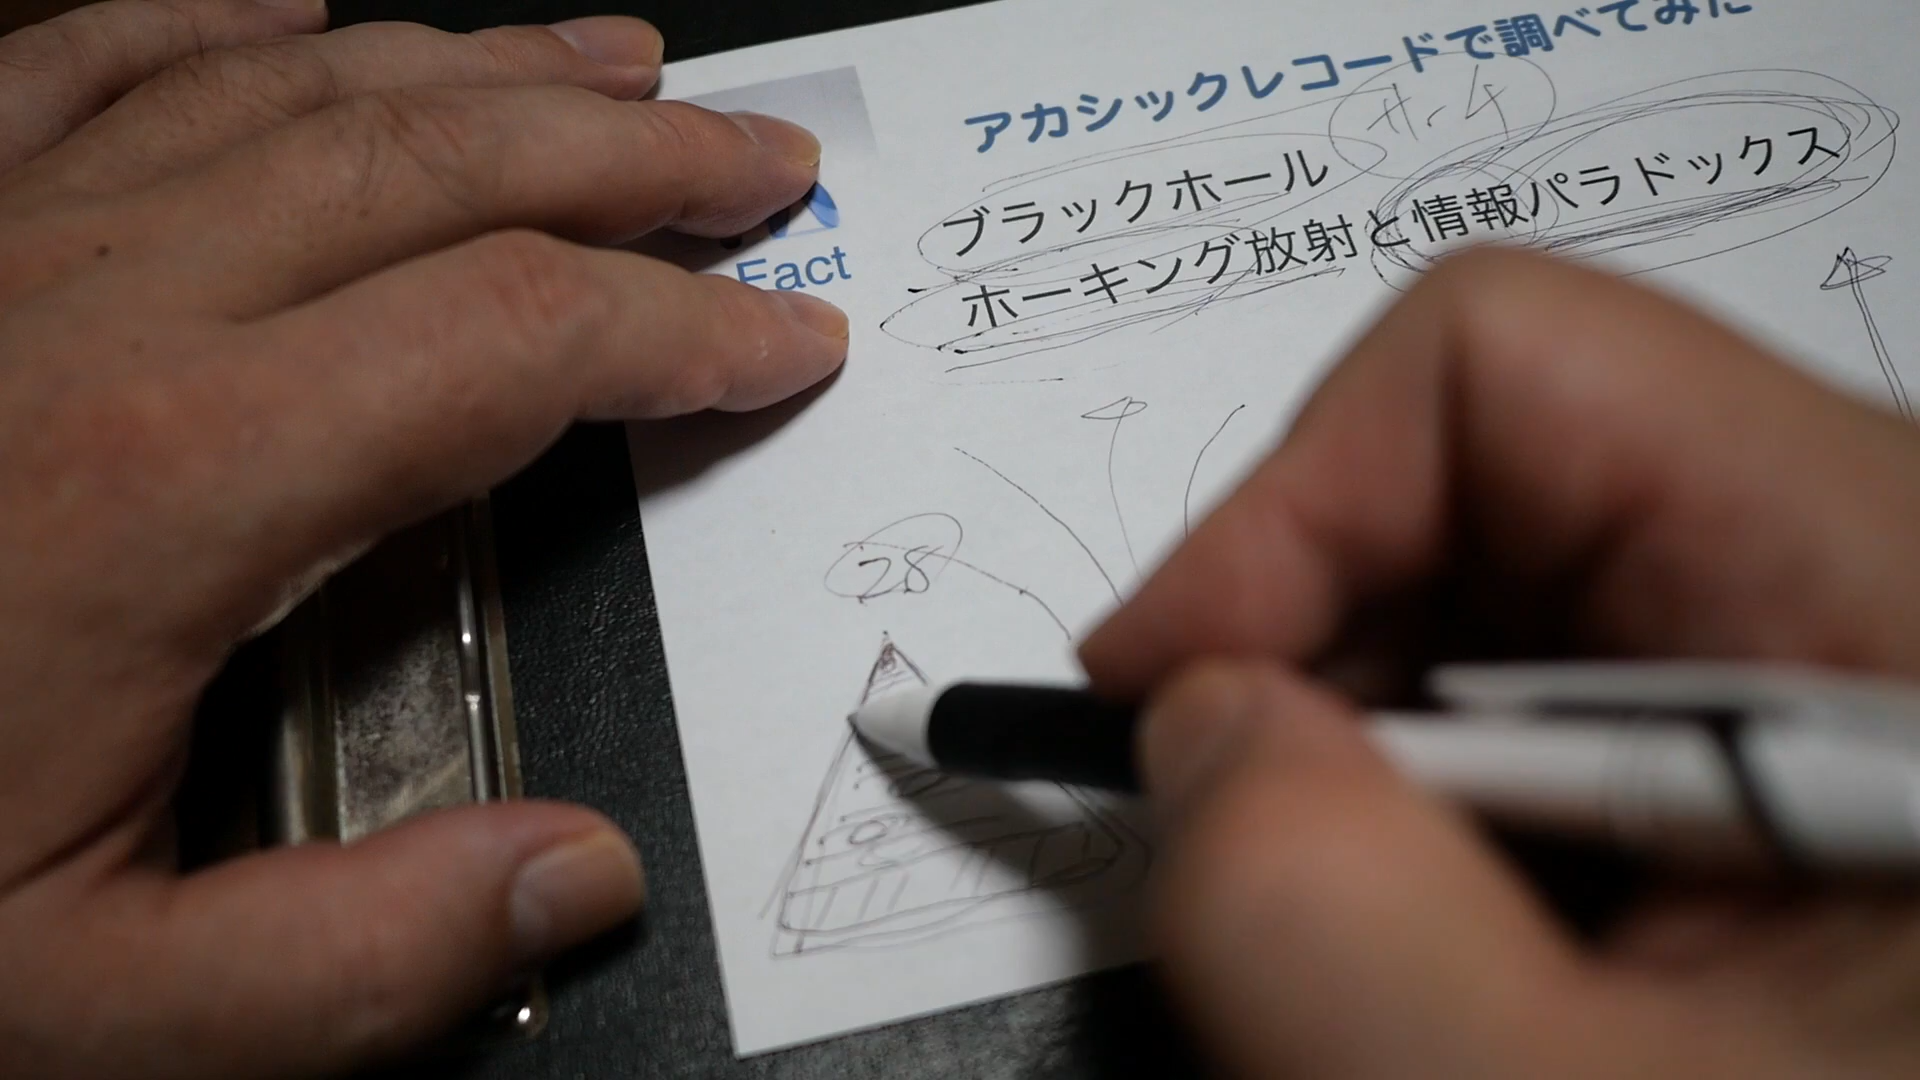 アカシックレコードで調べてみた
H-4
ブラックホール
ホーキング放射と情報パラドックス
Fact
28